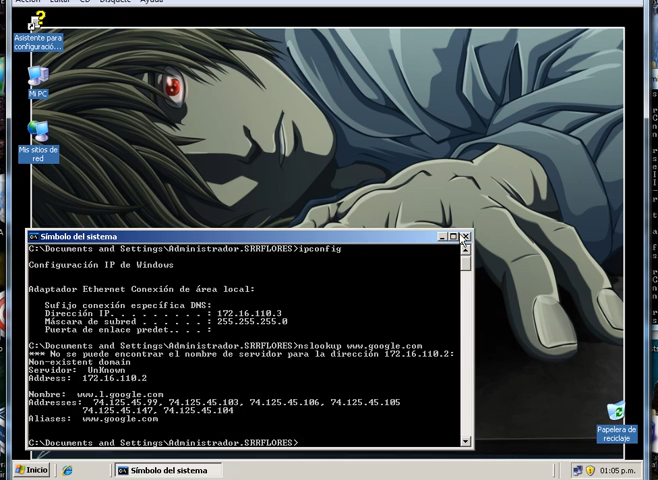 Acción Editar CD Disquete Ayuda
Asistente para
configuració...
Mi PC
Mis sitios de
red
Símbolo del sistema
C:\Documents and Settings\Administrador.SRRFLORES>ipconfig
Configuración IP de Windows
Adaptador Ethernet Conexión de área local:
Sufijo conexión específica DNS:
Dirección IP. . . . . . . . . . . : 172.16.110.3
Máscara de subred . . . . . . . . : 255.255.255.0
Puerta de enlace predet.. . . . :
C:\Documents and Settings\Administrador.SRRFLORES>nslookup www.google.com
*** No se puede encontrar el nombre de servidor para la dirección 172.16.110.2:
Non-existent domain
Servidor: UnKnown
Address: 172.16.110.2
Nombre: www.l.google.com
Addresses: 74.125.45.99, 74.125.45.103, 74.125.45.106, 74.125.45.105
74.125.45.147, 74.125.45.104
Aliases: www.google.com
C:\Documents and Settings\Administrador.SRRFLORES>
Papelera de
reciclaje
Inicio
Símbolo del sistema
01:05 p.m.